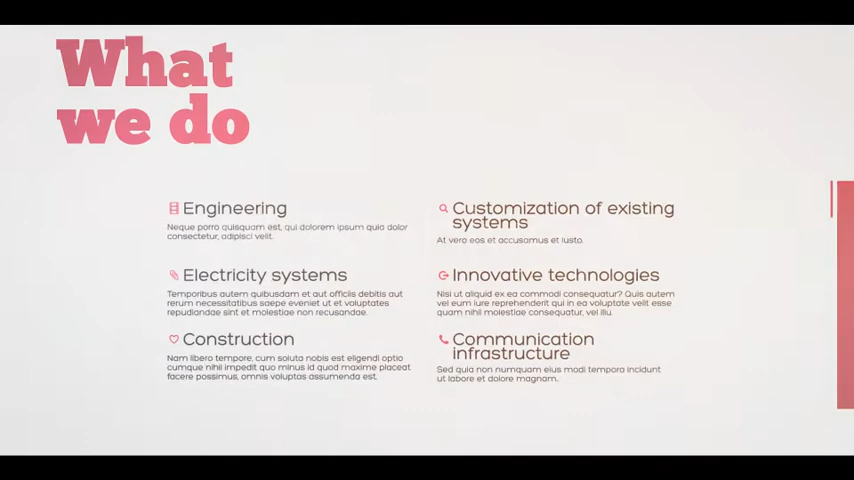 What
we do
Engineering
Neque porro quisquam est, qui dolorem ipsum quia dolor
consectetur, adipisci velit.
Electricity systems
Temporibus autem quibusdam et aut officiis debitis aut
rerum necessitatibus saepe eveniet ut et voluptates
repudiandae sint et molestiae non recusandae.
Construction
Nam libero tempore, cum soluta nobis est eligendi optio
cumque nihil impedit quo minus id quod maxime placeat
facere possimus, omnis voluptas assumenda est.
Customization of existing
systems
At vero eos et accusamus et iusto.
Innovative technologies
Nisi ut aliquid ex ea commodi consequatur? Quis autem
vel eum iure reprehenderit qui in ea voluptate velit esse
quam nihil molestiae consequatur, vel illu.
Communication
infrastructure
Sed quia non numquam eius modi tempora incidunt
ut labore et dolore magnam.